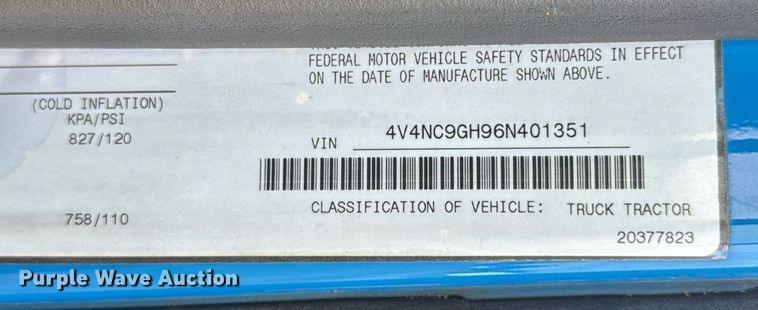 FEDERAL MOTOR VEHICLE SAFETY STANDARDS IN EFFECT
ON THE DATE OF MANUFACTURE SHOWN ABOVE.
(COLD INFLATION)
KPA/PSI
827/120
VIN 4V4NC9GH96N401351
758/110
CLASSIFICATION OF VEHICLE: TRUCK TRACTOR
20377823
Purple Wave Auction